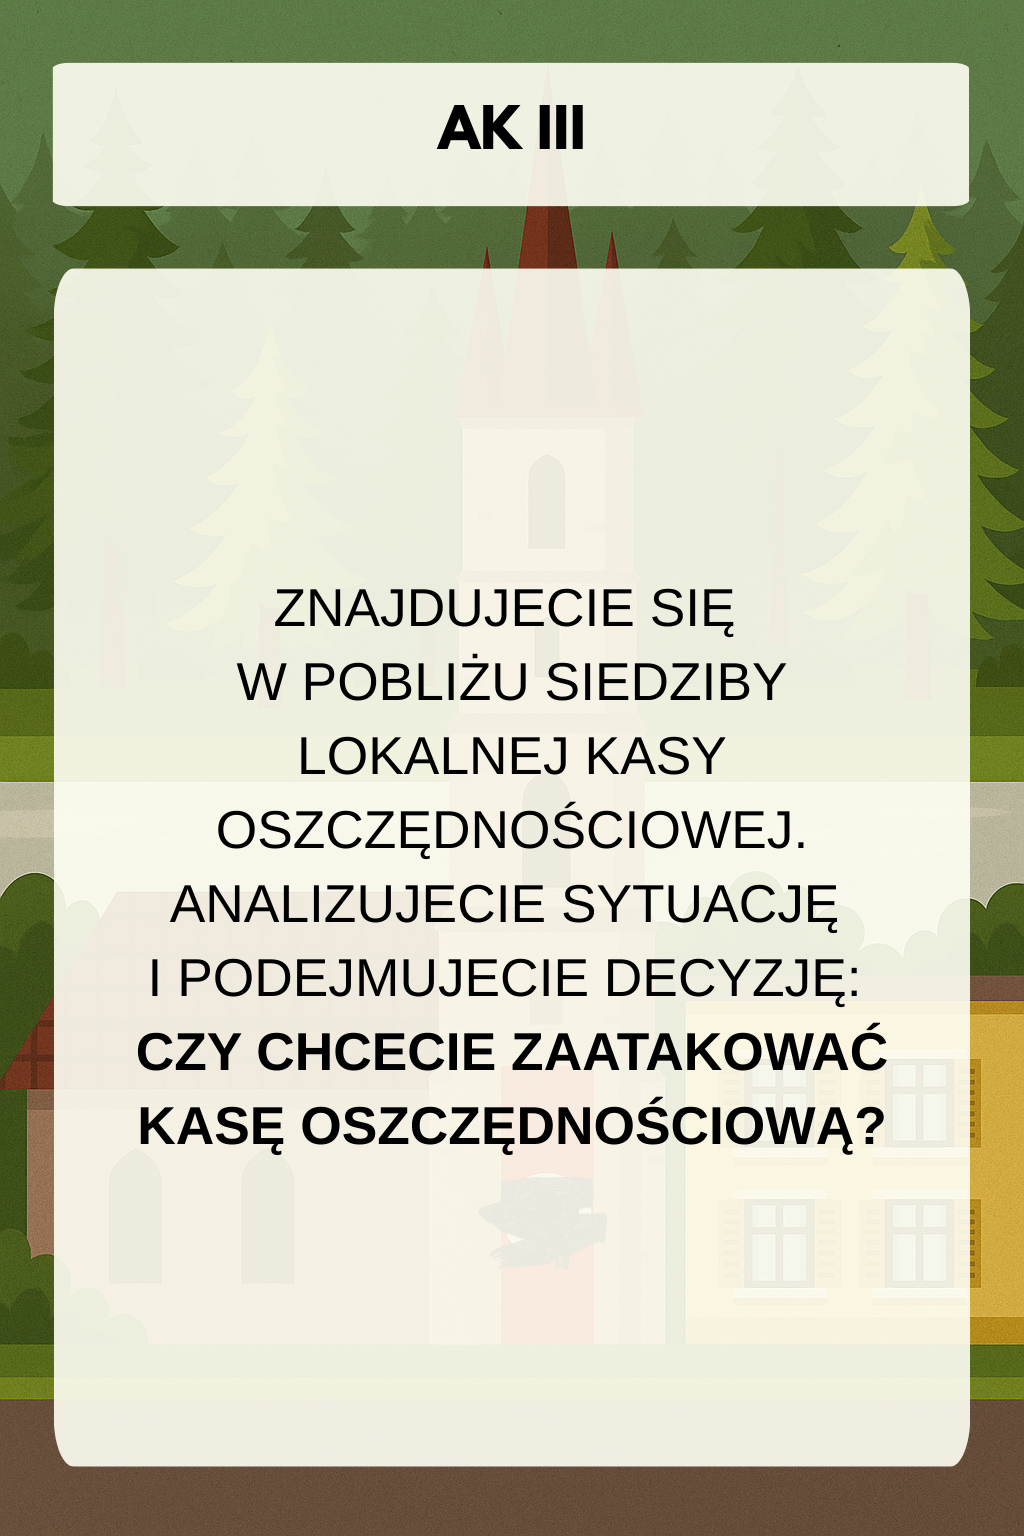 AK III
ZNAJDUJECIE SIĘ
W POBLIŻU SIEDZIBY
LOKALNEJ KASY
OSZCZĘDNOŚCIOWEJ.
ANALIZUJECIE SYTUACJĘ
I PODEJMUJECIE DECYZJĘ:
CZY CHCECIE ZAATAKOWAĆ
KASĘ OSZCZĘDNOŚCIOWĄ?